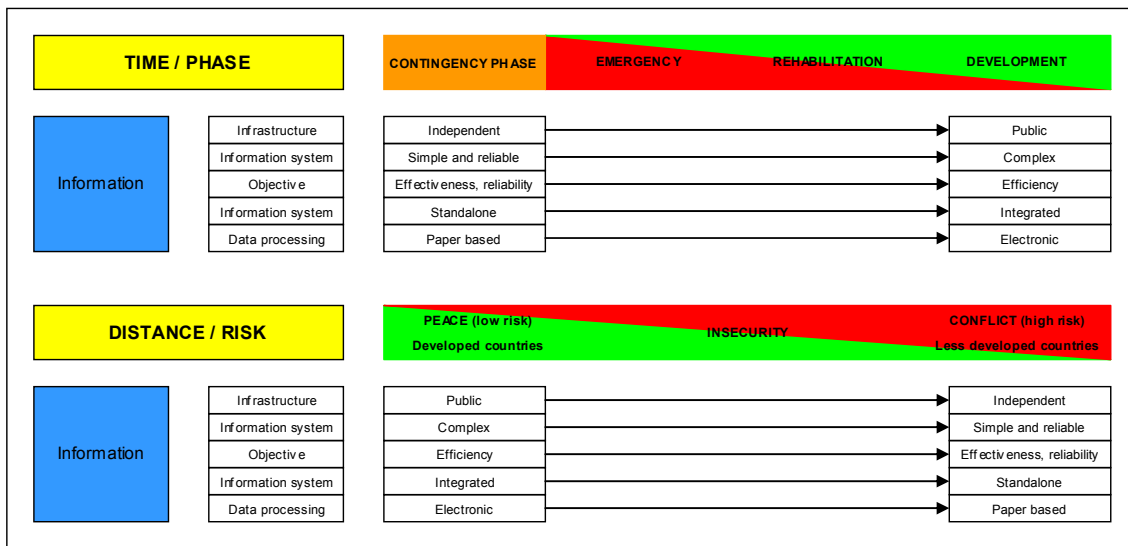 TIME / PHASE
CONTINGENCY PHASE
EMERGENCY
REHABILITATION
DEVELOPMENT
Information
Infrastructure
Independent
Public
Information system
Simple and reliable
Complex
Objective
Effectiveness, reliability
Efficiency
Information system
Standalone
Integrated
Data processing
Paper based
Electronic
DISTANCE / RISK
PEACE (low risk)
Developed countries
INSECURITY
CONFLICT (high risk)
Less developed countries
Information
Infrastructure
Public
Independent
Information system
Complex
Simple and reliable
Objective
Efficiency
Effectiveness, reliability
Information system
Integrated
Standalone
Data processing
Electronic
Paper based